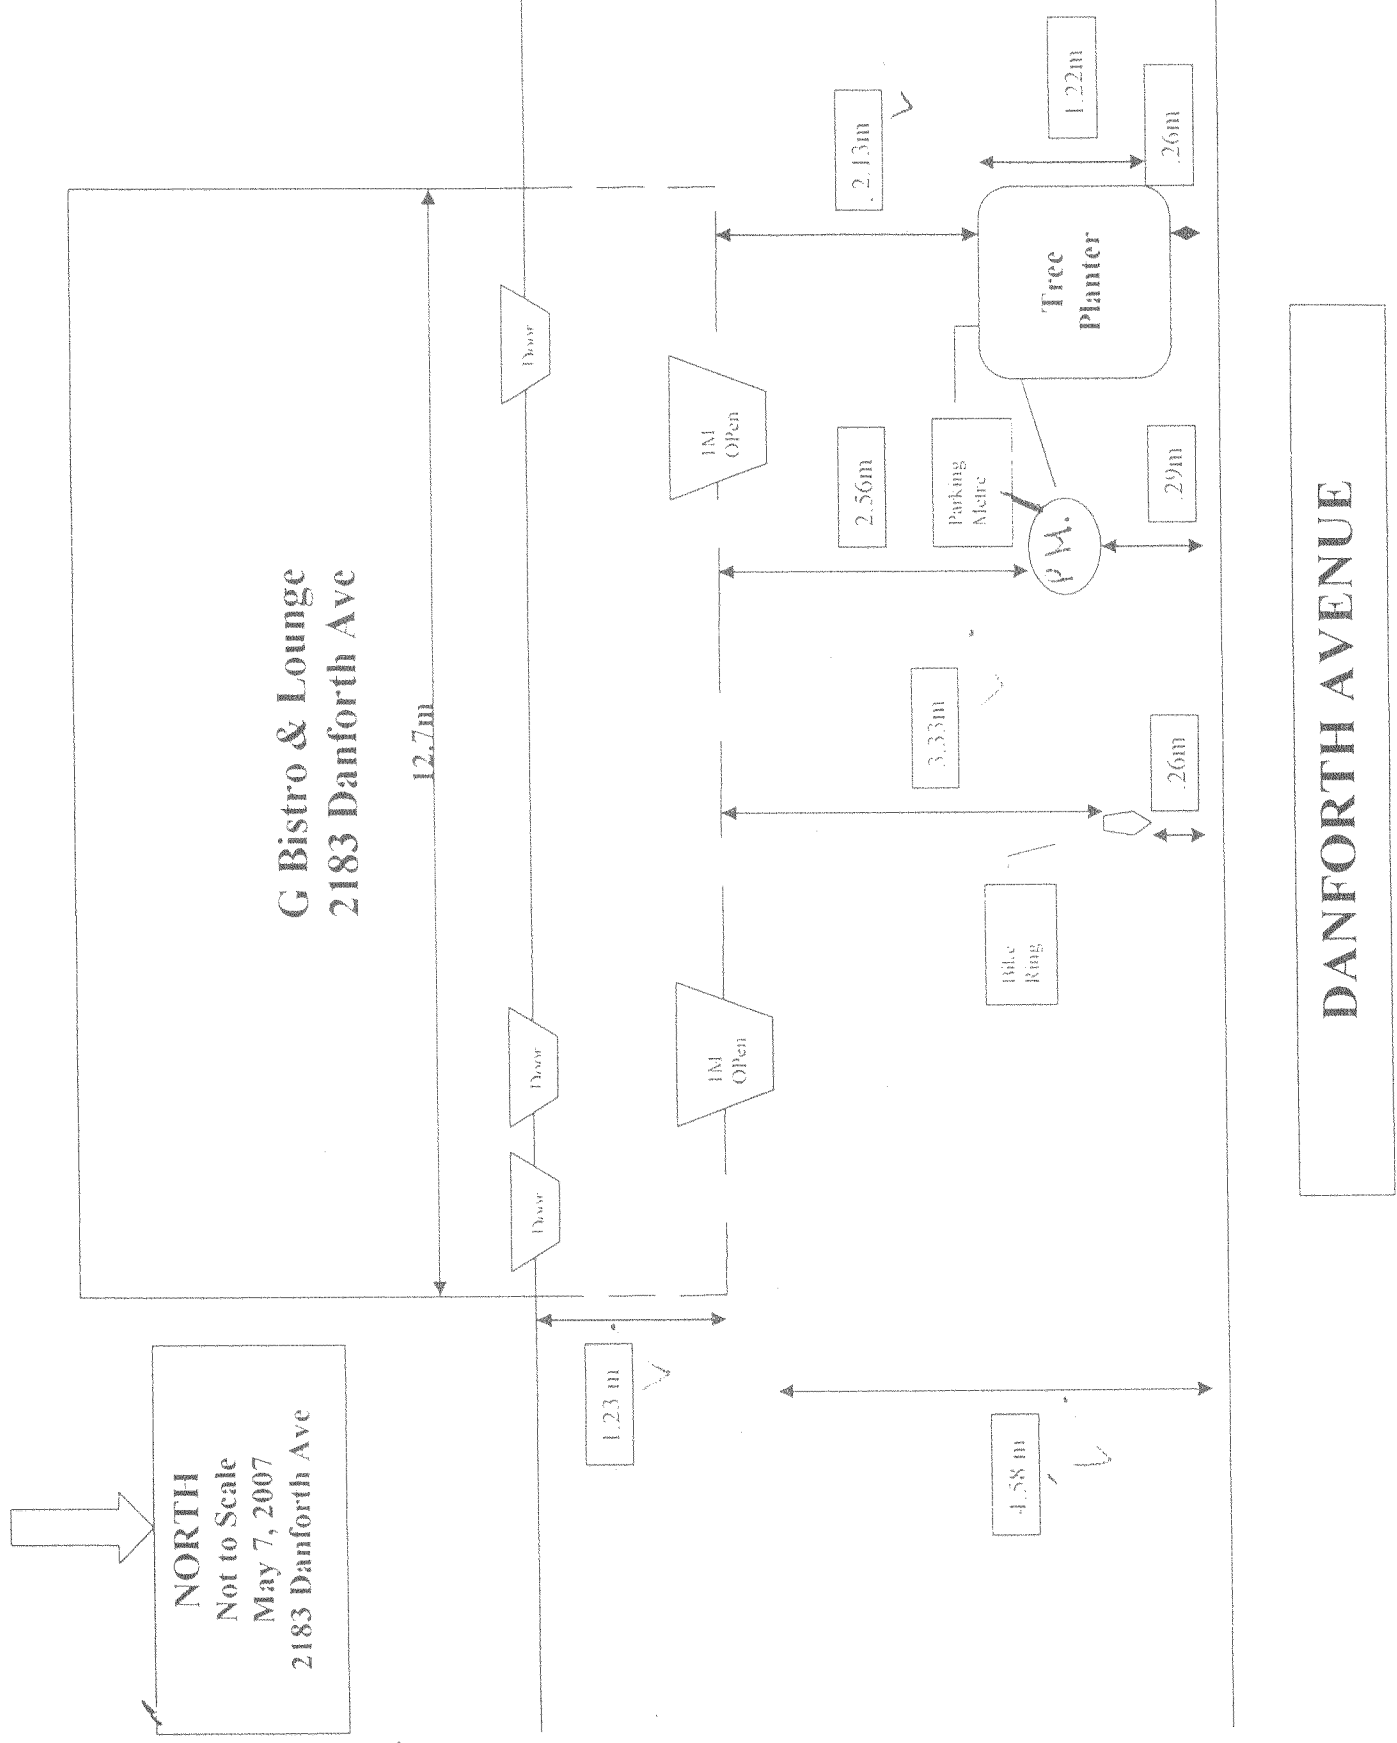 NORTH
Not to Scale
May 7, 2007
2183 Danforth Ave
G Bistro & Lounge
2183 Danforth Ave
12.7m
Door
Door
Door
1.23 m
1M
OPen
1M
OPen
4.58 m
3.33m
2.56m
2.13m
Bike
Ring
Parking
Metre
P.M.
Tree
Planter
1.22m
.26m
.29m
.26m
DANFORTH AVENUE